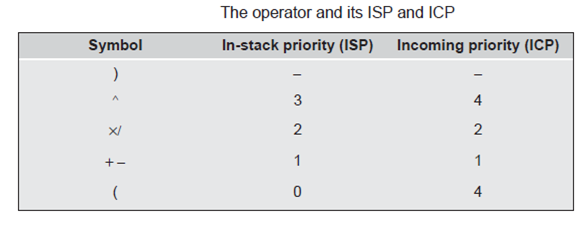 The operator and its ISP and ICP
Symbol In-stack priority (ISP) Incoming priority (ICP)
) – –
^ 3 4
×/ 2 2
+ – 1 1
( 0 4